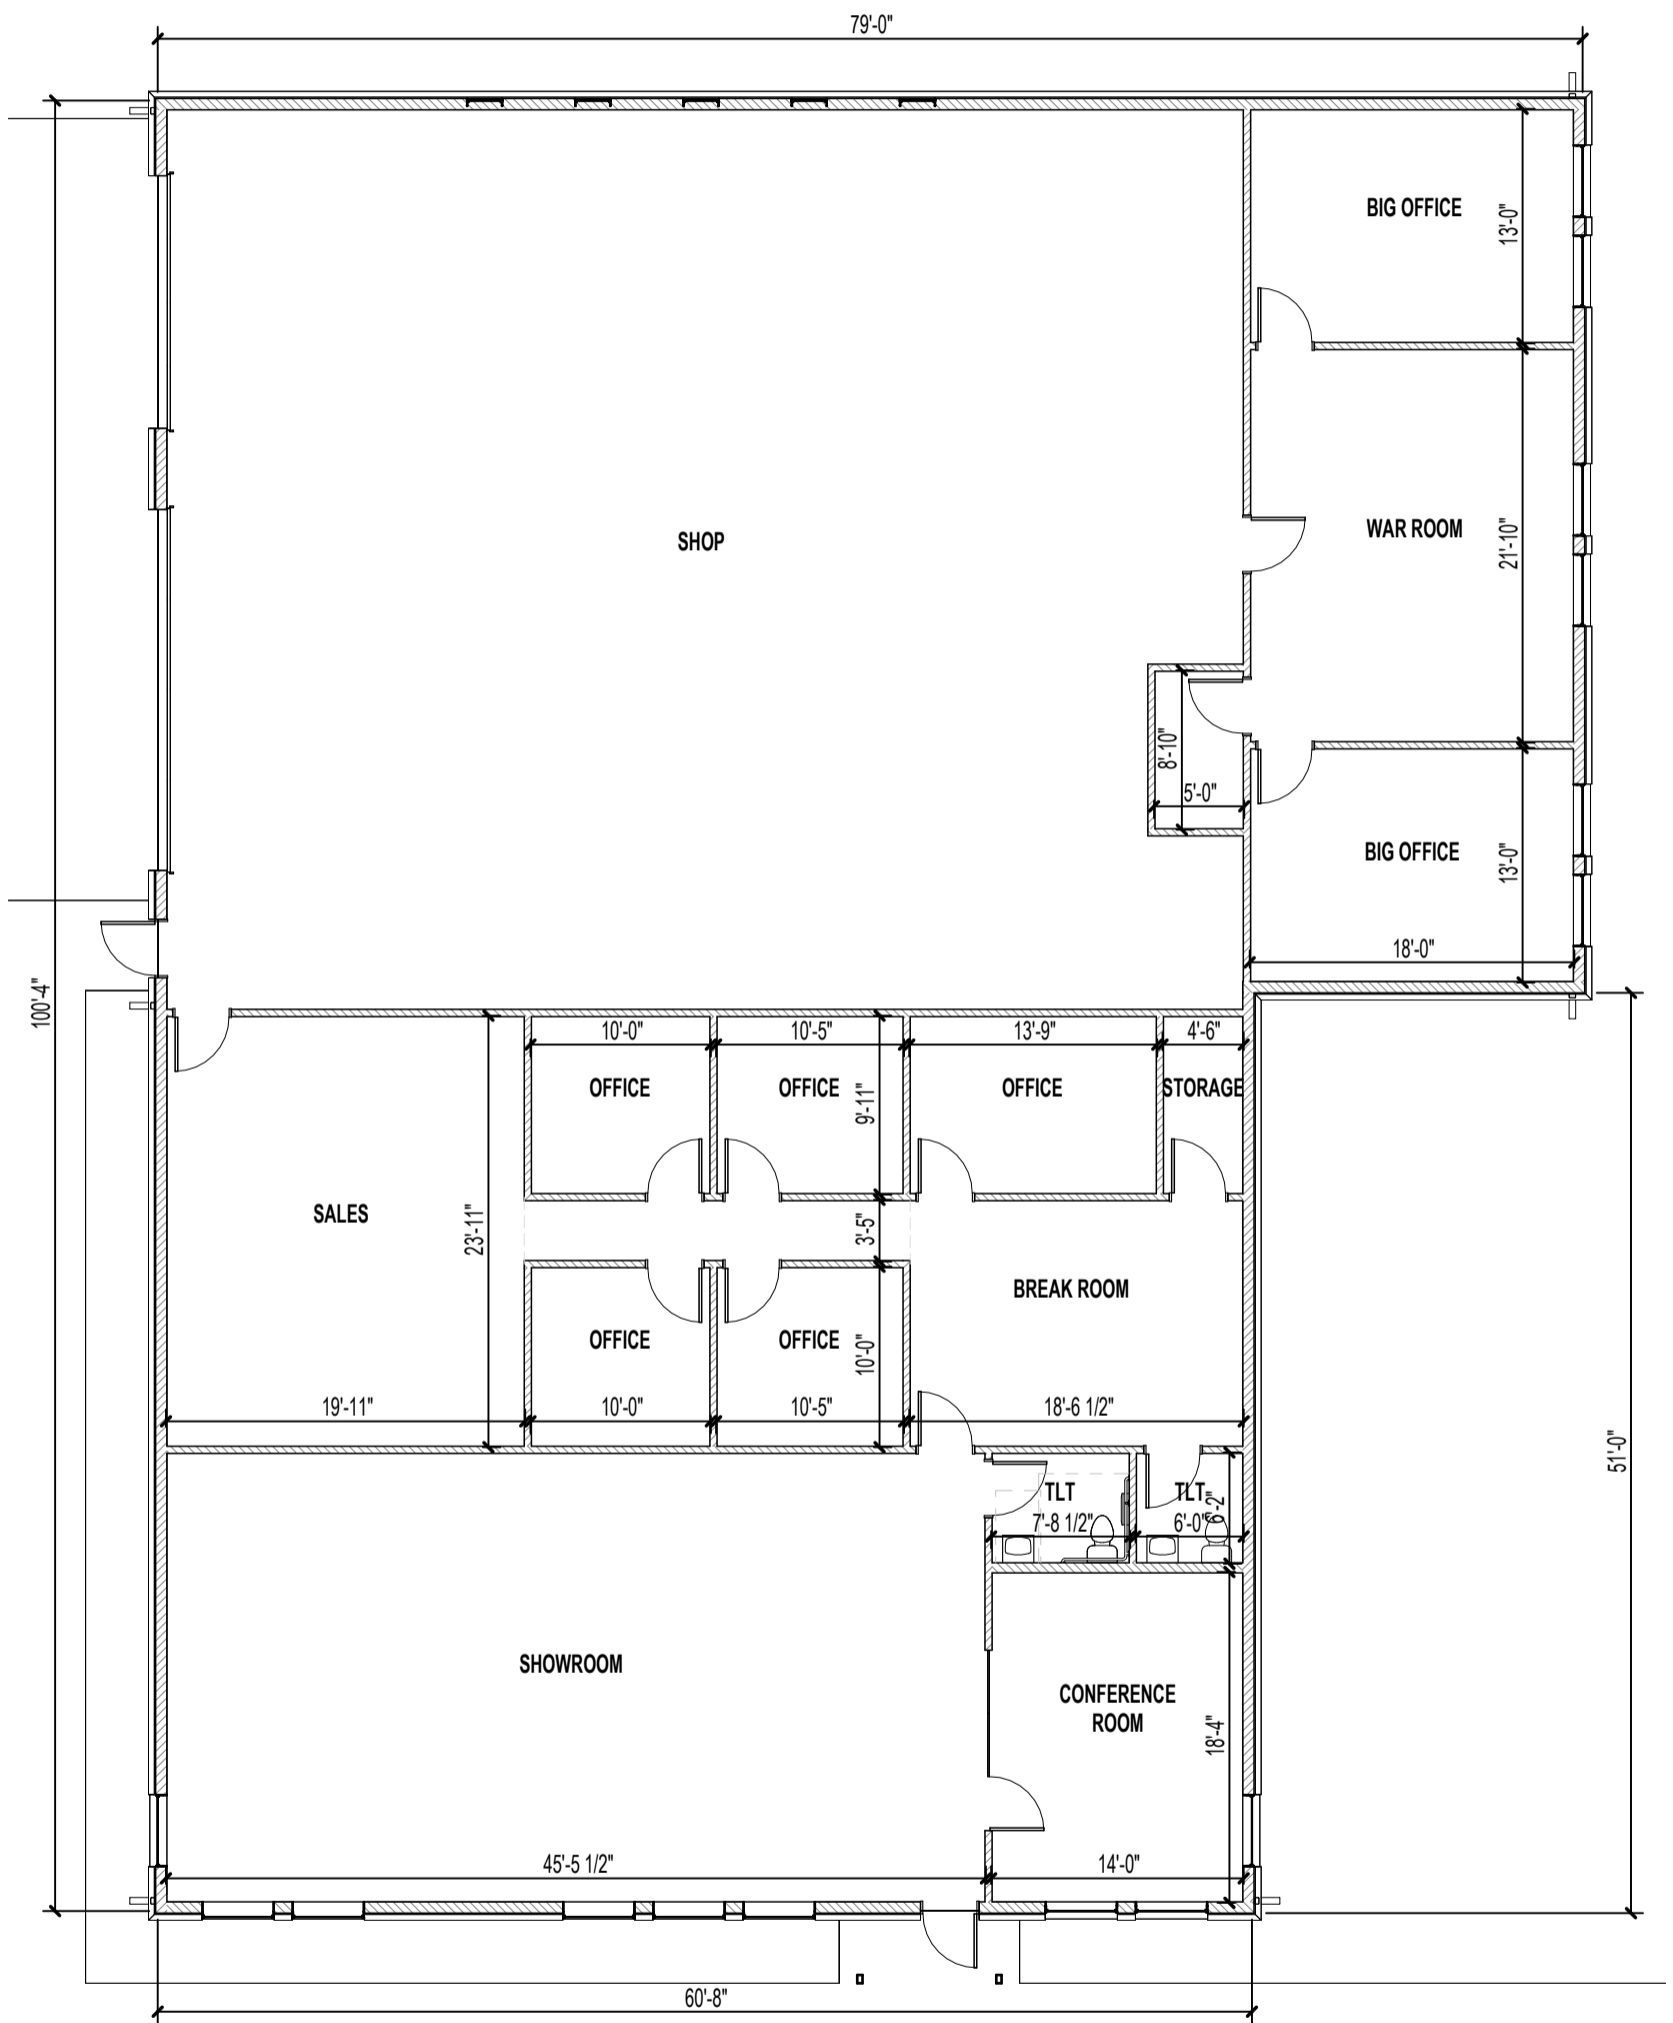 79'-0"
BIG OFFICE
13'-0"
SHOP
WAR ROOM
21'-10"
8'-10"
5'-0"
BIG OFFICE
13'-0"
18'-0"
100'-4"
10'-0"
10'-5"
13'-9"
4'-6"
OFFICE
OFFICE
OFFICE
STORAGE
9'-11"
SALES
23'-11"
3'-5"
BREAK ROOM
OFFICE
OFFICE
10'-0"
19'-11"
10'-0"
10'-5"
18'-6 1/2"
51'-0"
TLT
TLT
7'-8 1/2"
6'-0"
6'-2"
SHOWROOM
CONFERENCE
ROOM
18'-4"
45'-5 1/2"
14'-0"
60'-8"